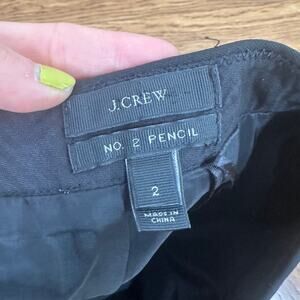 J.CREW
NO. 2 PENCIL
2
MADE IN
CHINA